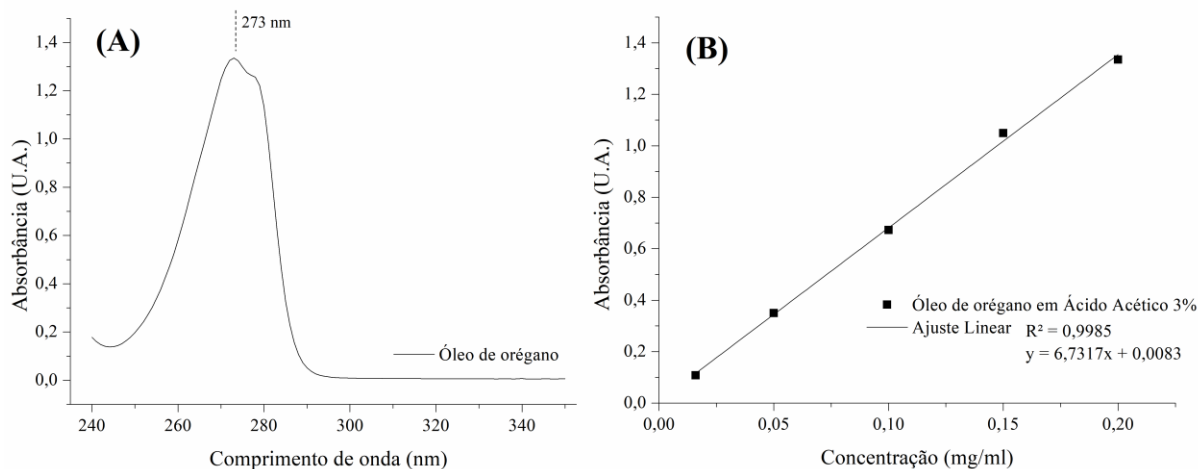 (A)
273 nm
1,4
1,2
1,0
0,8
0,6
0,4
0,2
0,0
Absorbância (U.A.)
Óleo de orégano
240 260 280 300 320 340
Comprimento de onda (nm)
(B)
1,4
1,2
1,0
0,8
0,6
0,4
0,2
0,0
Absorbância (U.A.)
Óleo de orégano em Ácido Acético 3%
Ajuste Linear
R² = 0,9985
y = 6,7317x + 0,0083
0,00 0,05 0,10 0,15 0,20
Concentração (mg/ml)